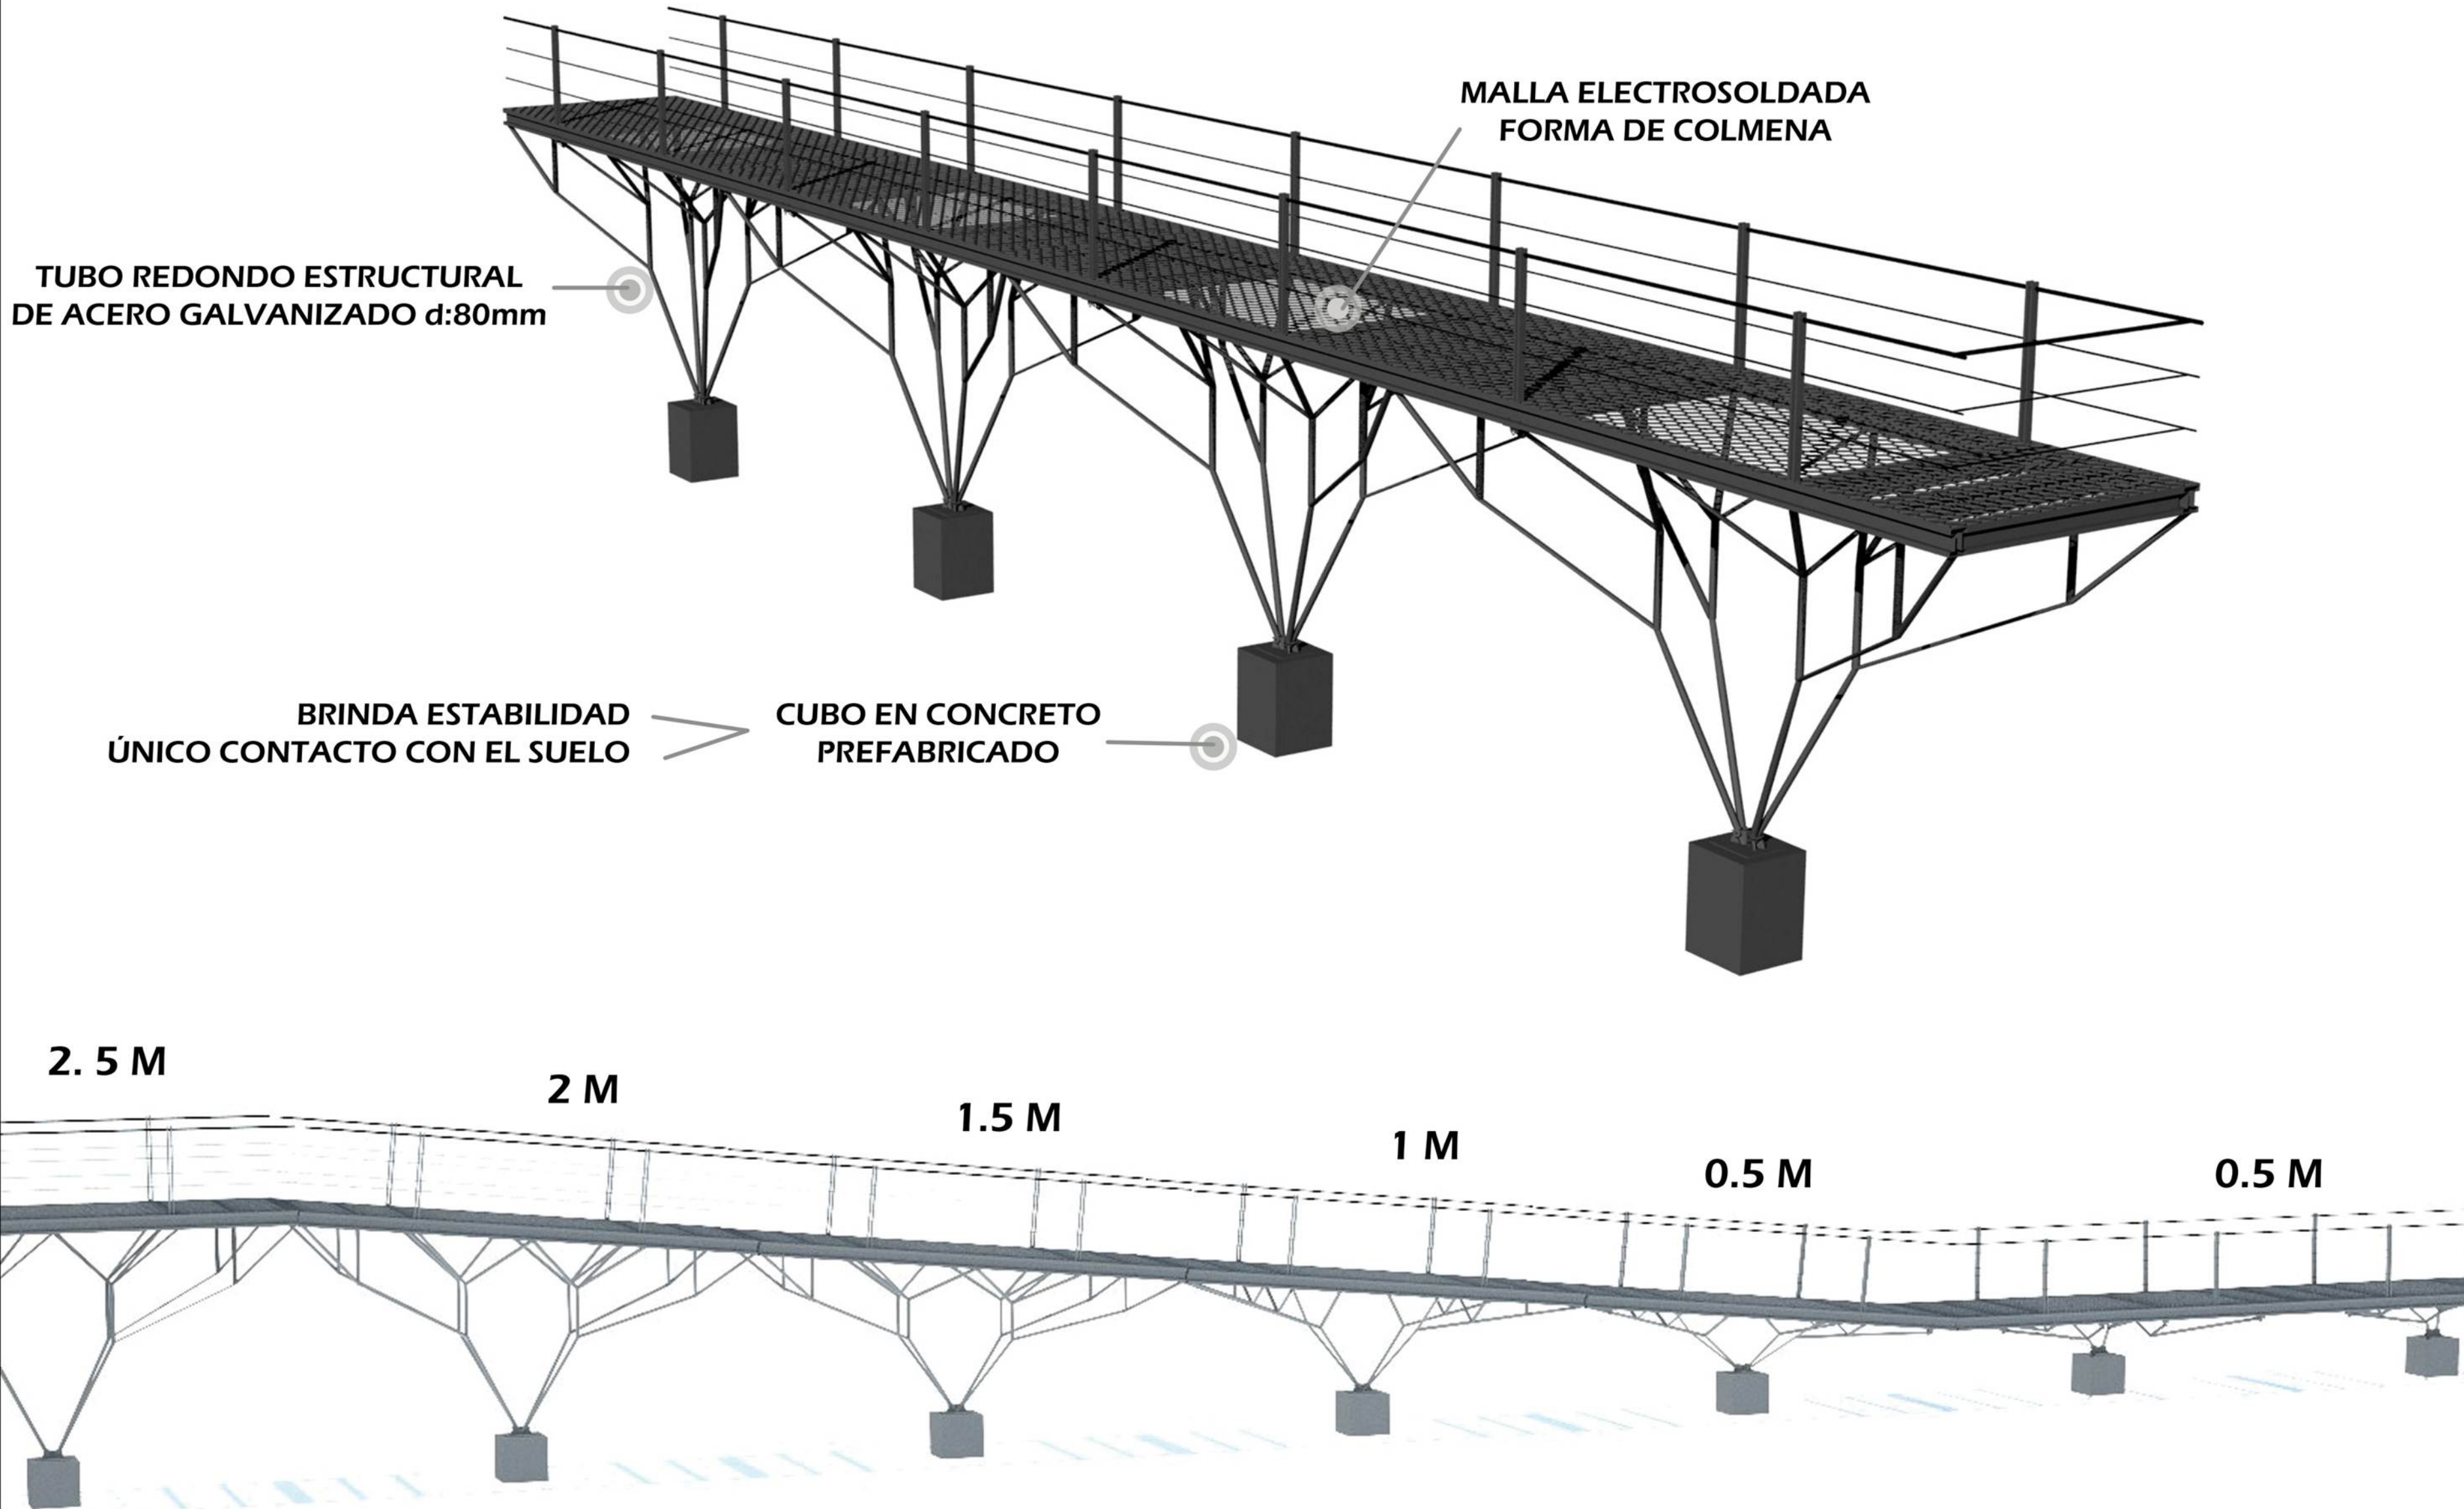 MALLA ELECTROSOLDADA
FORMA DE COLMENA
TUBO REDONDO ESTRUCTURAL
DE ACERO GALVANIZADO d:80mm
BRINDA ESTABILIDAD
ÚNICO CONTACTO CON EL SUELO
CUBO EN CONCRETO
PREFABRICADO
2. 5 M
2 M
1.5 M
1 M
0.5 M
0.5 M